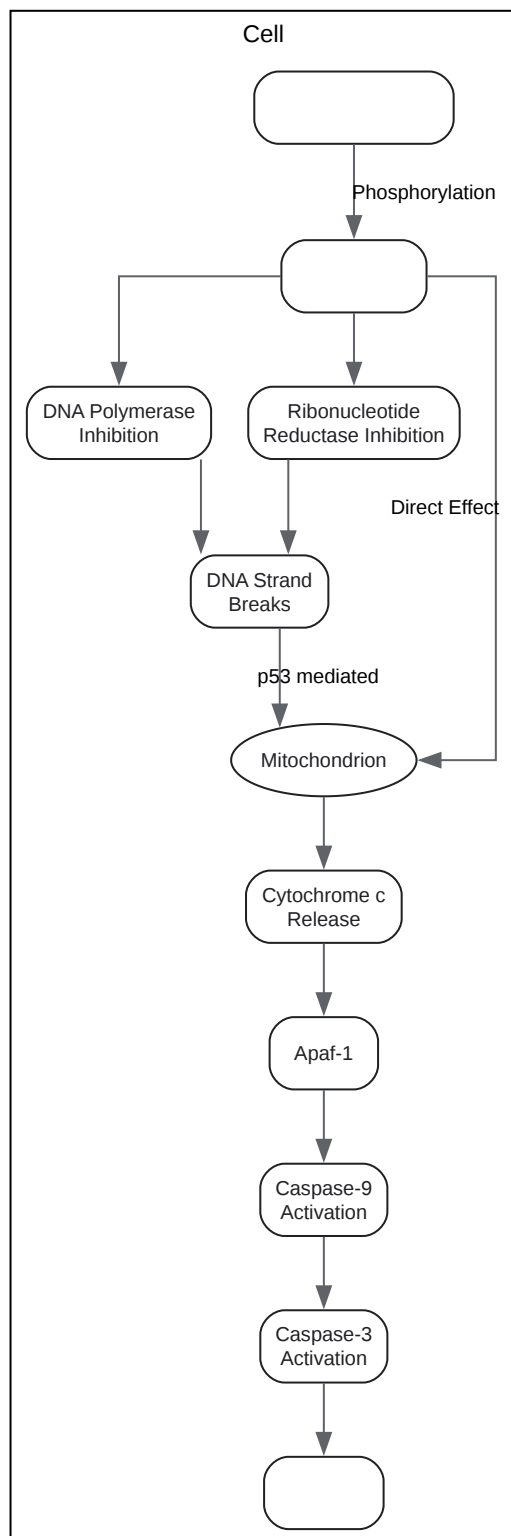 Cell
Phosphorylation
DNA Polymerase
Inhibition
Ribonucleotide
Reductase Inhibition
Direct Effect
DNA Strand
Breaks
p53 mediated
Mitochondrion
Cytochrome c
Release
Apaf-1
Caspase-9
Activation
Caspase-3
Activation